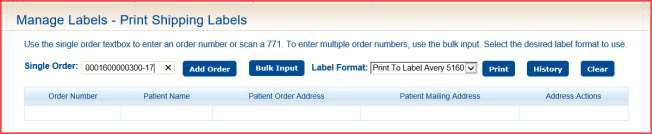 Manage Labels - Print Shipping Labels
Use the single order textbox to enter an order number or scan a 771. To enter multiple order numbers, use the bulk input. Select the desired label format to use.
Single Order: 0001600000300-17 × Add Order Bulk Input Label Format: Print To Label Avery 5160 Print History Clear
Order Number Patient Name Patient Order Address Patient Mailing Address Address Actions